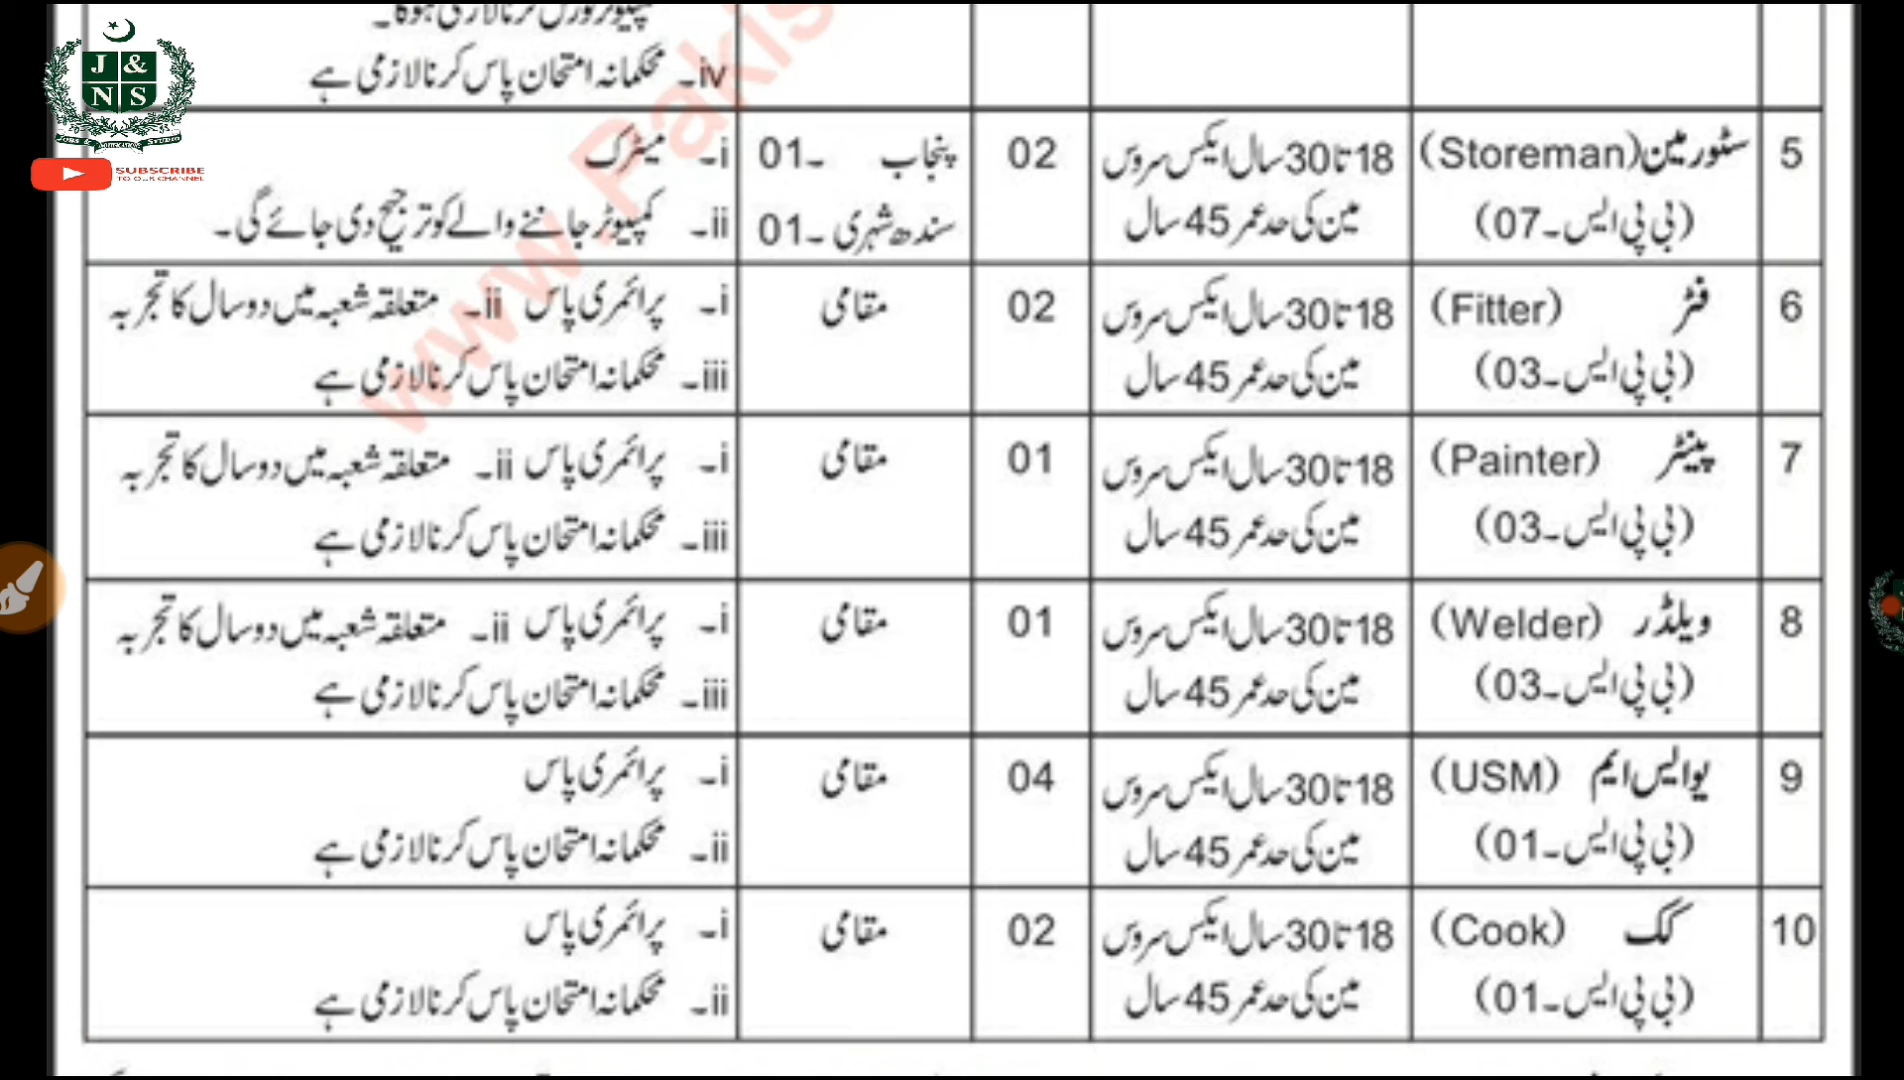 J & N S
SUBSCRIBE
TO OUR CHANNEL
www.Pakis
iv۔ محکمانہ امتحان پاس کرنا لازمی ہے
5
سٹورمین (Storeman)
(بی پی ایس۔07)
18 تا 30 سال ایکس سروس
مین کی حد عمر 45 سال
02
پنجاب ۔01
سندھ شہری ۔01
i۔ میٹرک
ii۔ کمپیوٹر جاننے والے کو ترجیح دی جائے گی۔
6
فٹر (Fitter)
(بی پی ایس۔03)
18 تا 30 سال ایکس سروس
مین کی حد عمر 45 سال
02
مقامی
i۔ پرائمری پاس ii۔ متعلقہ شعبہ میں دو سال کا تجربہ
iii۔ محکمانہ امتحان پاس کرنا لازمی ہے
7
پینٹر (Painter)
(بی پی ایس۔03)
18 تا 30 سال ایکس سروس
مین کی حد عمر 45 سال
01
مقامی
i۔ پرائمری پاس ii۔ متعلقہ شعبہ میں دو سال کا تجربہ
iii۔ محکمانہ امتحان پاس کرنا لازمی ہے
8
ویلڈر (Welder)
(بی پی ایس۔03)
18 تا 30 سال ایکس سروس
مین کی حد عمر 45 سال
01
مقامی
i۔ پرائمری پاس ii۔ متعلقہ شعبہ میں دو سال کا تجربہ
iii۔ محکمانہ امتحان پاس کرنا لازمی ہے
9
یو ایس ایم (USM)
(بی پی ایس۔01)
18 تا 30 سال ایکس سروس
مین کی حد عمر 45 سال
04
مقامی
i۔ پرائمری پاس
ii۔ محکمانہ امتحان پاس کرنا لازمی ہے
10
کک (Cook)
(بی پی ایس۔01)
18 تا 30 سال ایکس سروس
مین کی حد عمر 45 سال
02
مقامی
i۔ پرائمری پاس
ii۔ محکمانہ امتحان پاس کرنا لازمی ہے